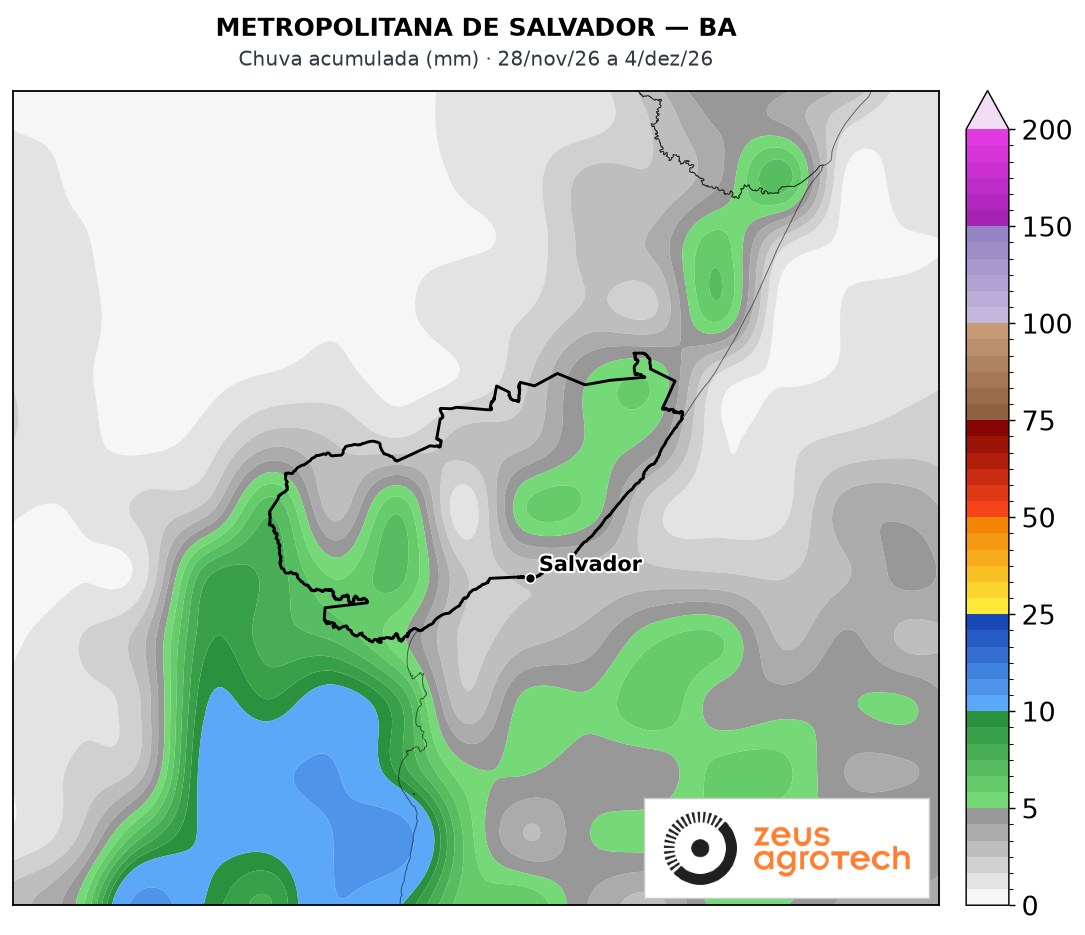 METROPOLITANA DE SALVADOR — BA
Chuva acumulada (mm) · 28/nov/26 a 4/dez/26
200
150
100
75
50
25
10
5
0
Salvador
zeus
agrotech